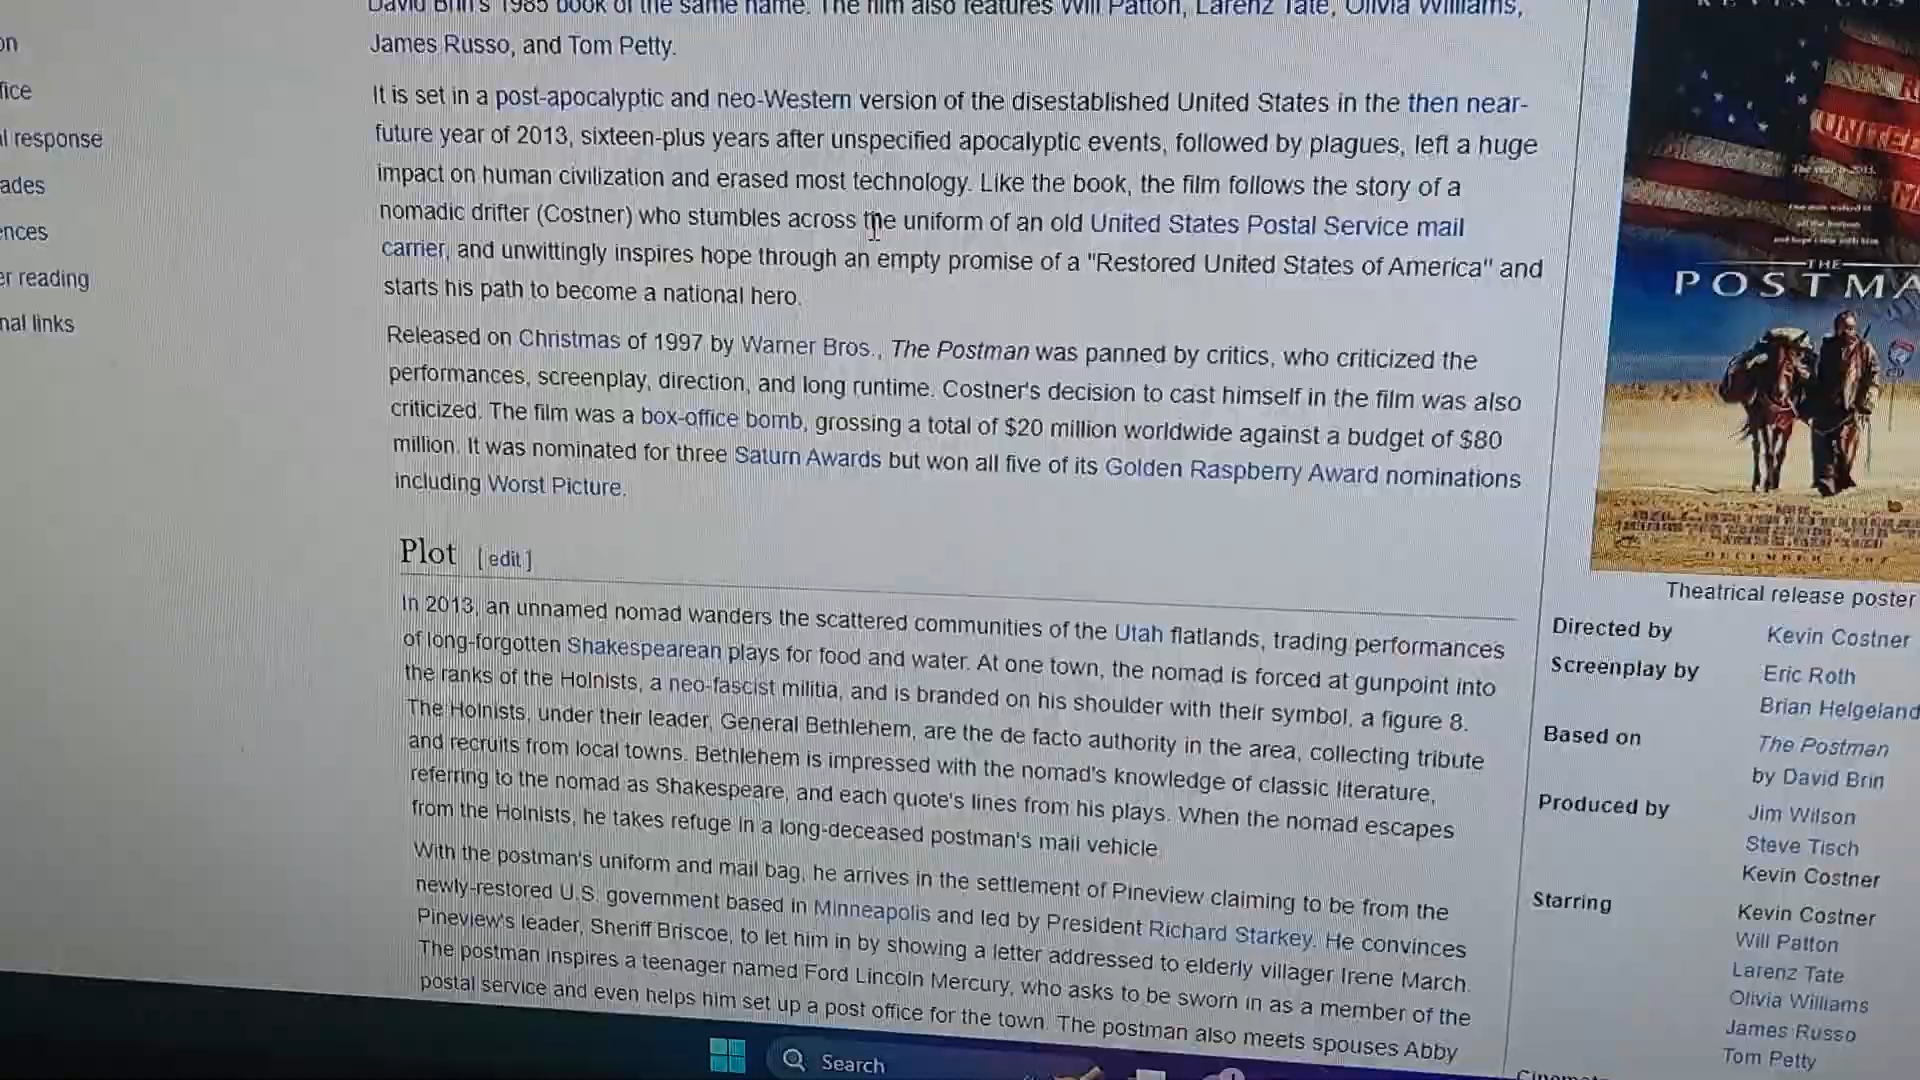 David Brin's 1985 book of the same name. The film also features Will Patton, Larenz Tate, Olivia Williams,
James Russo, and Tom Petty.
It is set in a post-apocalyptic and neo-Western version of the disestablished United States in the then near-
future year of 2013, sixteen-plus years after unspecified apocalyptic events, followed by plagues, left a huge
impact on human civilization and erased most technology. Like the book, the film follows the story of a
nomadic drifter (Costner) who stumbles across the uniform of an old United States Postal Service mail
carrier, and unwittingly inspires hope through an empty promise of a "Restored United States of America" and
starts his path to become a national hero.
Released on Christmas of 1997 by Warner Bros., The Postman was panned by critics, who criticized the
performances, screenplay, direction, and long runtime. Costner's decision to cast himself in the film was also
criticized. The film was a box-office bomb, grossing a total of $20 million worldwide against a budget of $80
million. It was nominated for three Saturn Awards but won all five of its Golden Raspberry Award nominations
including Worst Picture.
Plot [ edit ]
In 2013, an unnamed nomad wanders the scattered communities of the Utah flatlands, trading performances
of long-forgotten Shakespearean plays for food and water. At one town, the nomad is forced at gunpoint into
the ranks of the Holnists, a neo-fascist militia, and is branded on his shoulder with their symbol, a figure 8.
The Holnists, under their leader, General Bethlehem, are the de facto authority in the area, collecting tribute
and recruits from local towns. Bethlehem is impressed with the nomad's knowledge of classic literature,
referring to the nomad as Shakespeare, and each quote's lines from his plays. When the nomad escapes
from the Holnists, he takes refuge in a long-deceased postman's mail vehicle.
With the postman's uniform and mail bag, he arrives in the settlement of Pineview claiming to be from the
newly-restored U.S. government based in Minneapolis and led by President Richard Starkey. He convinces
Pineview's leader, Sheriff Briscoe, to let him in by showing a letter addressed to elderly villager Irene March.
The postman inspires a teenager named Ford Lincoln Mercury, who asks to be sworn in as a member of the
postal service and even helps him set up a post office for the town. The postman also meets spouses Abby
on
fice
al response
ades
ences
er reading
nal links
UNITED
THE
POSTMA
Theatrical release poster
Directed by Kevin Costner
Screenplay by Eric Roth
Brian Helgeland
Based on The Postman
by David Brin
Produced by Jim Wilson
Steve Tisch
Kevin Costner
Starring Kevin Costner
Will Patton
Larenz Tate
Olivia Williams
James Russo
Tom Petty
Search